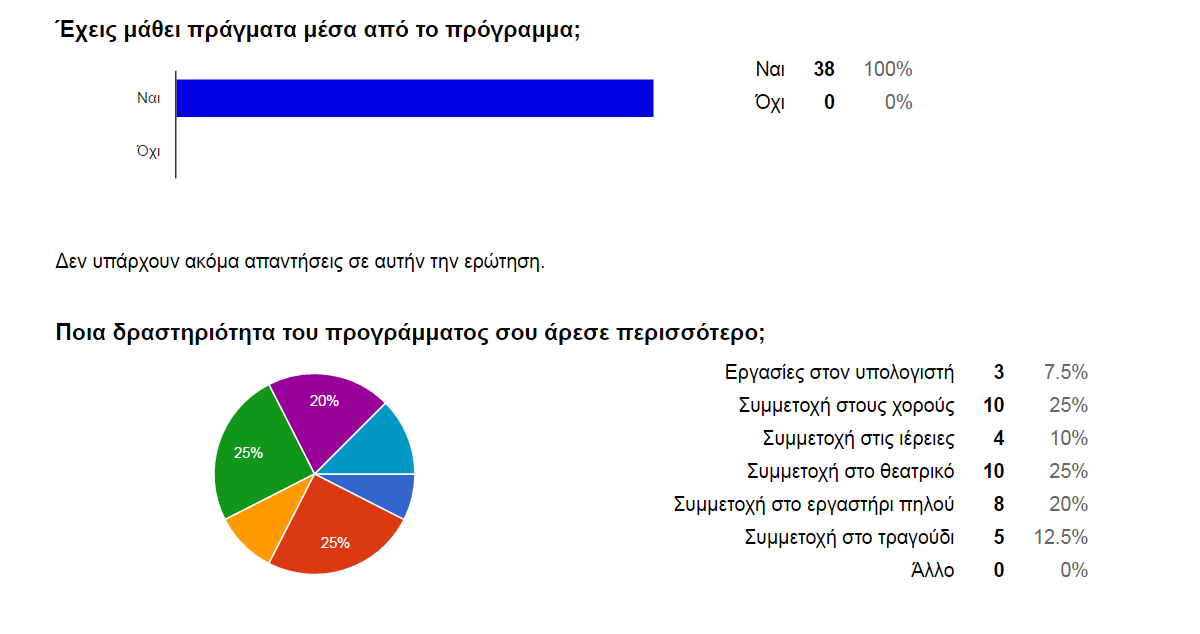 Έχεις μάθει πράγματα μέσα από το πρόγραμμα;
Ναι
Όχι
Ναι 38 100%
Όχι 0 0%
Δεν υπάρχουν ακόμα απαντήσεις σε αυτήν την ερώτηση.
Ποια δραστηριότητα του προγράμματος σου άρεσε περισσότερο;
20%
25%
25%
Εργασίες στον υπολογιστή 3 7.5%
Συμμετοχή στους χορούς 10 25%
Συμμετοχή στις ιέρειες 4 10%
Συμμετοχή στο θεατρικό 10 25%
Συμμετοχή στο εργαστήρι πηλού 8 20%
Συμμετοχή στο τραγούδι 5 12.5%
Άλλο 0 0%